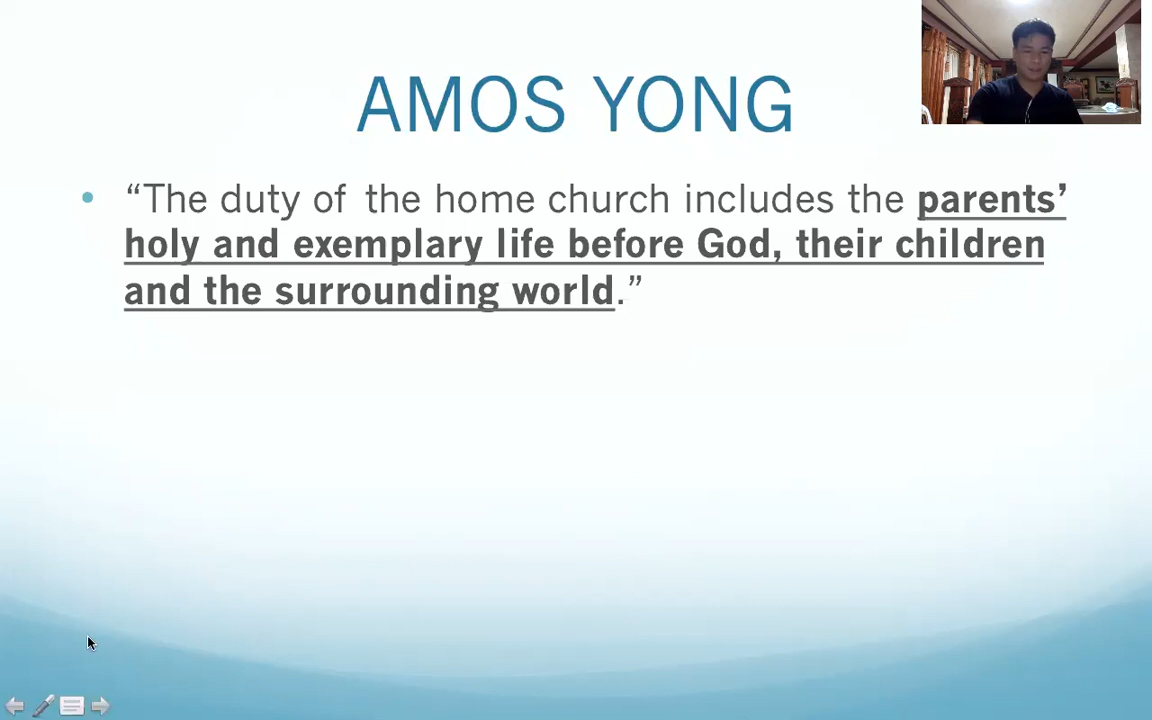 AMOS YONG
• “The duty of the home church includes the parents’
holy and exemplary life before God, their children
and the surrounding world.”